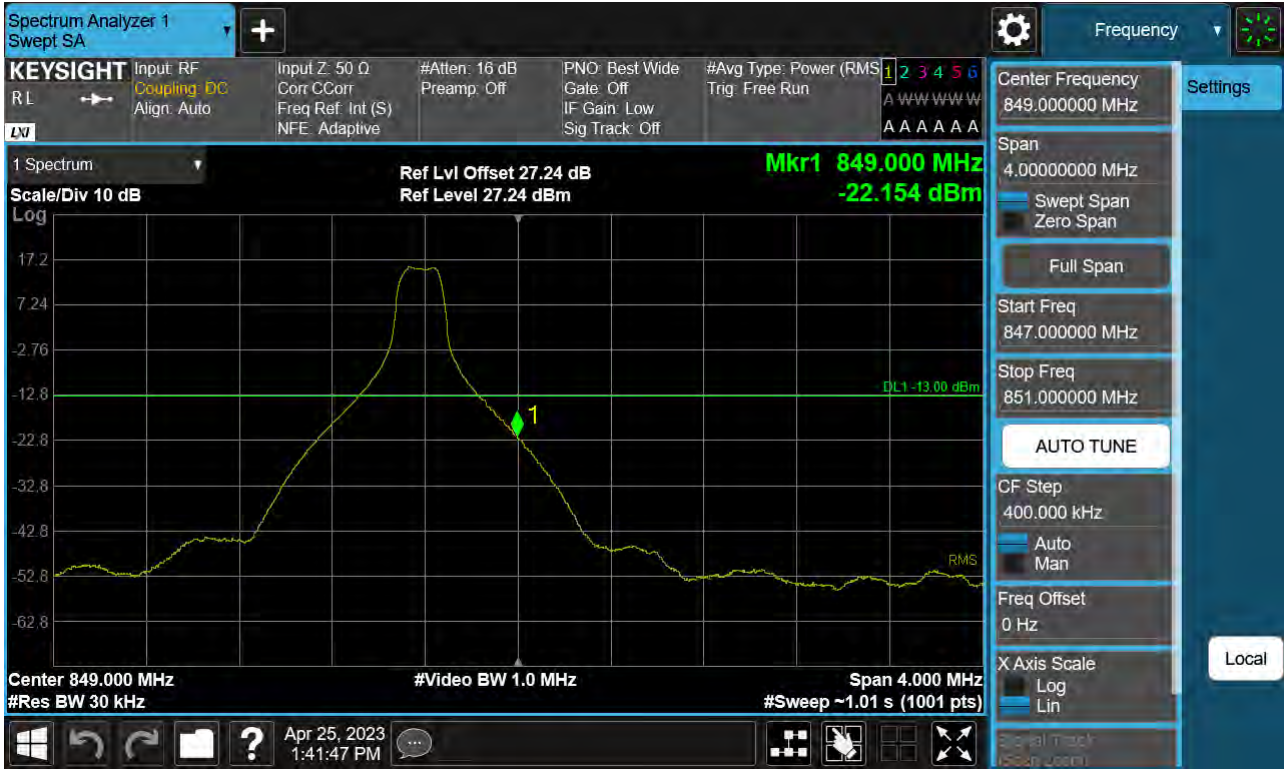 Spectrum Analyzer 1
Swept SA
Frequency
KEYSIGHT
RL
LXI
Input: RF
Coupling: DC
Align: Auto
Input Z: 50 Ω
Corr CCorr
Freq Ref: Int (S)
NFE: Adaptive
#Atten: 16 dB
Preamp: Off
PNO: Best Wide
Gate: Off
IF Gain: Low
Sig Track: Off
#Avg Type: Power (RMS
Trig: Free Run
1 2 3 4 5 6
A W W W W W
A A A A A A
1 Spectrum
Scale/Div 10 dB
Log
Ref Lvl Offset 27.24 dB
Ref Level 27.24 dBm
Mkr1 849.000 MHz
-22.154 dBm
17.2
7.24
-2.76
-12.8
-22.8
-32.8
-42.8
-52.8
-62.8
DL1 -13.00 dBm
1
RMS
Center 849.000 MHz
#Res BW 30 kHz
#Video BW 1.0 MHz
Span 4.000 MHz
#Sweep ~1.01 s (1001 pts)
Center Frequency
849.000000 MHz
Span
4.00000000 MHz
Swept Span
Zero Span
Full Span
Start Freq
847.000000 MHz
Stop Freq
851.000000 MHz
AUTO TUNE
CF Step
400.000 kHz
Auto
Man
Freq Offset
0 Hz
X Axis Scale
Log
Lin
Signal Track
(Span Zoom)
Settings
Local
?
Apr 25, 2023
1:41:47 PM